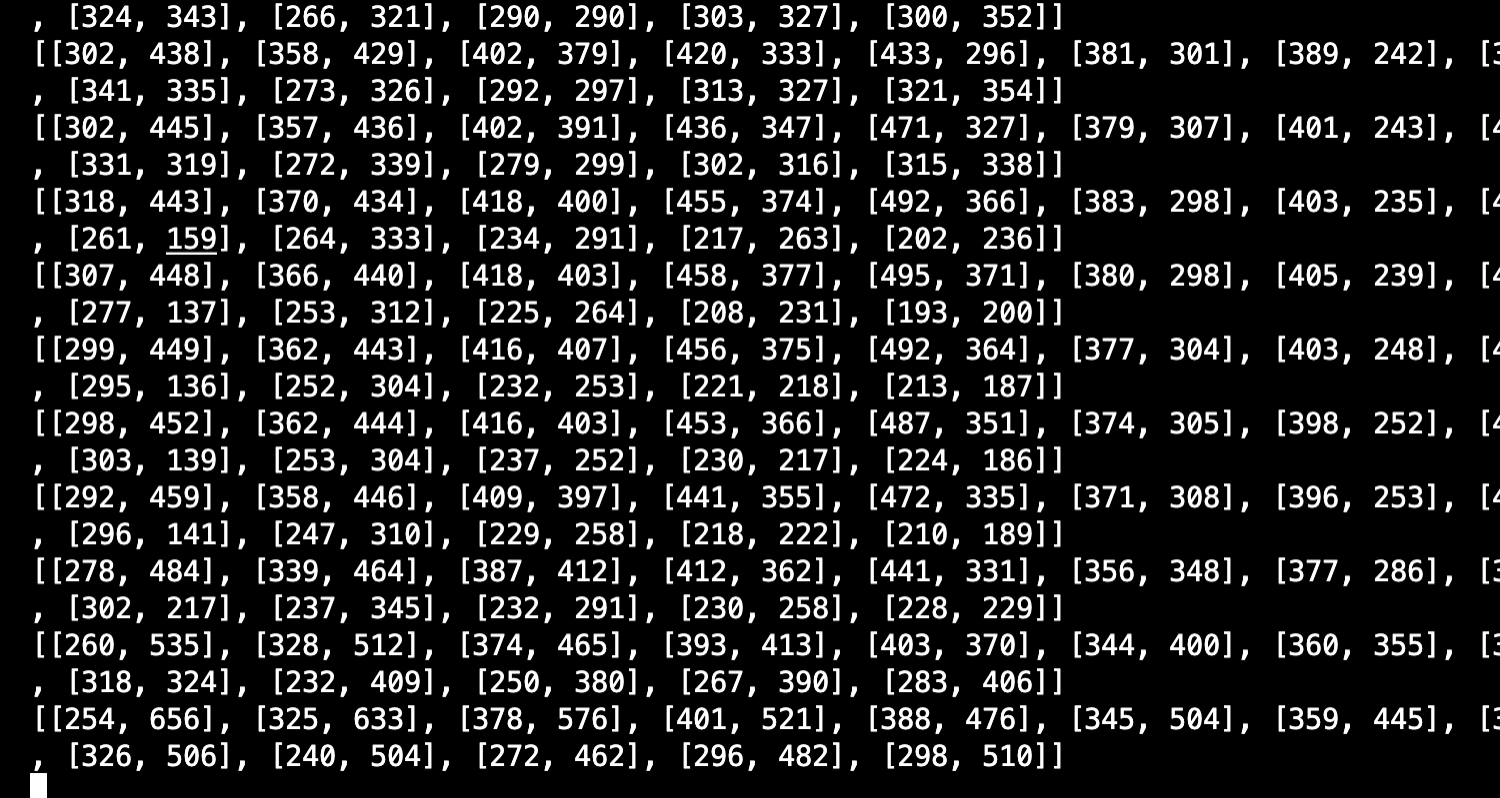 , [324, 343], [266, 321], [290, 290], [303, 327], [300, 352]]
[[302, 438], [358, 429], [402, 379], [420, 333], [433, 296], [381, 301], [389, 242], [3
, [341, 335], [273, 326], [292, 297], [313, 327], [321, 354]]
[[302, 445], [357, 436], [402, 391], [436, 347], [471, 327], [379, 307], [401, 243], [4
, [331, 319], [272, 339], [279, 299], [302, 316], [315, 338]]
[[318, 443], [370, 434], [418, 400], [455, 374], [492, 366], [383, 298], [403, 235], [4
, [261, 159], [264, 333], [234, 291], [217, 263], [202, 236]]
[[307, 448], [366, 440], [418, 403], [458, 377], [495, 371], [380, 298], [405, 239], [4
, [277, 137], [253, 312], [225, 264], [208, 231], [193, 200]]
[[299, 449], [362, 443], [416, 407], [456, 375], [492, 364], [377, 304], [403, 248], [4
, [295, 136], [252, 304], [232, 253], [221, 218], [213, 187]]
[[298, 452], [362, 444], [416, 403], [453, 366], [487, 351], [374, 305], [398, 252], [4
, [303, 139], [253, 304], [237, 252], [230, 217], [224, 186]]
[[292, 459], [358, 446], [409, 397], [441, 355], [472, 335], [371, 308], [396, 253], [4
, [296, 141], [247, 310], [229, 258], [218, 222], [210, 189]]
[[278, 484], [339, 464], [387, 412], [412, 362], [441, 331], [356, 348], [377, 286], [3
, [302, 217], [237, 345], [232, 291], [230, 258], [228, 229]]
[[260, 535], [328, 512], [374, 465], [393, 413], [403, 370], [344, 400], [360, 355], [3
, [318, 324], [232, 409], [250, 380], [267, 390], [283, 406]]
[[254, 656], [325, 633], [378, 576], [401, 521], [388, 476], [345, 504], [359, 445], [3
, [326, 506], [240, 504], [272, 462], [296, 482], [298, 510]]